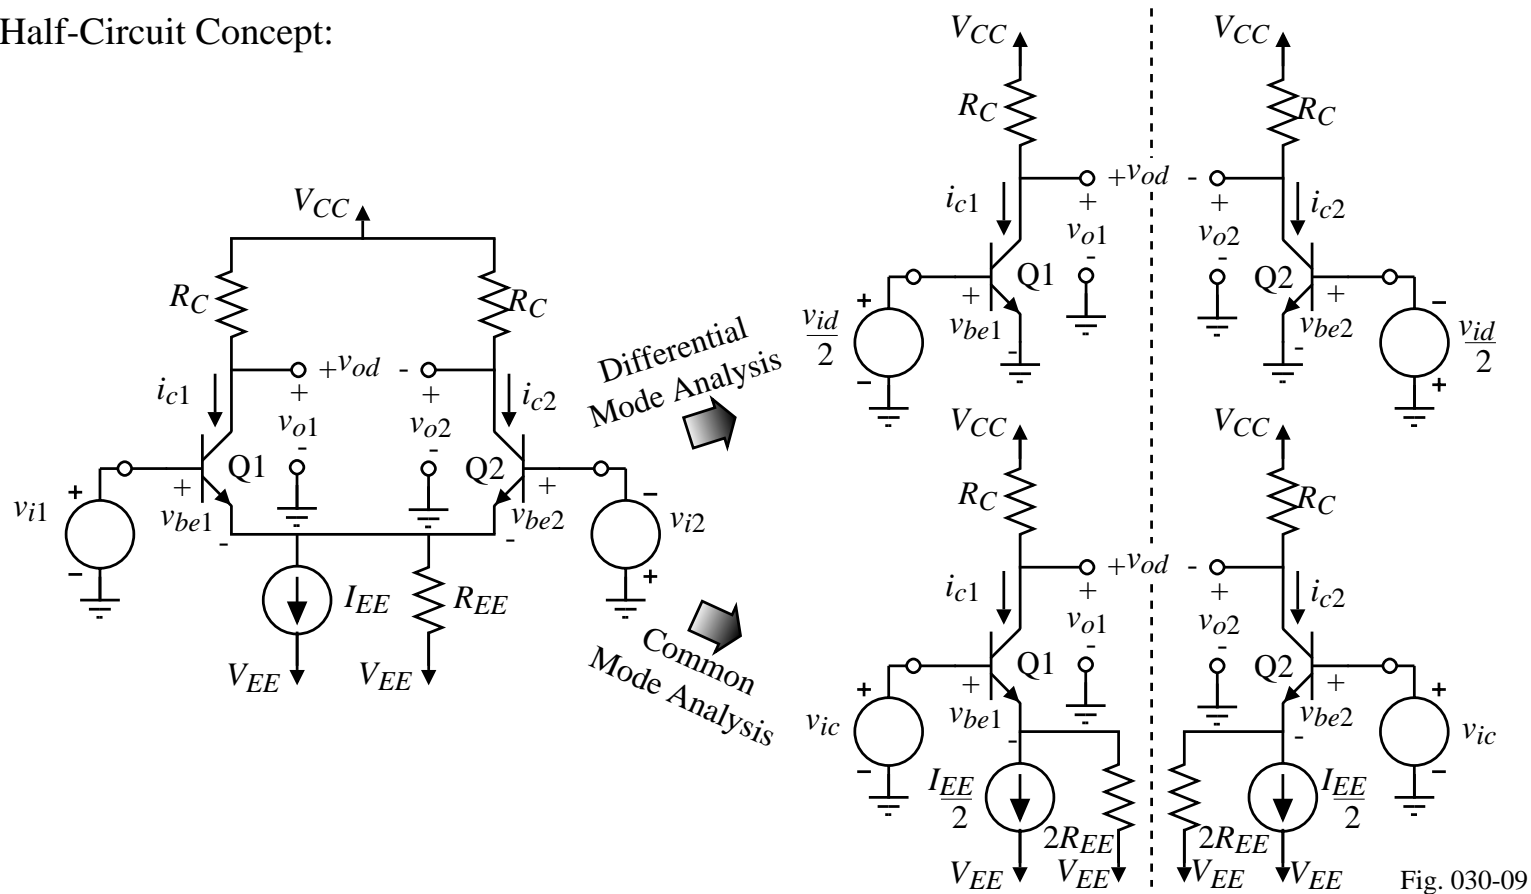 Half-Circuit Concept:
VCC
RC
RC
ic1
+vod -
ic2
+
vo1
-
+
vo2
-
Q1
Q2
+
vi1
-
+
vbe1
-
+
vbe2
-
-
vi2
+
IEE
REE
VEE
VEE
Differential
Mode Analysis
Common
Mode Analysis
VCC
VCC
RC
RC
ic1
+vod -
ic2
+
vo1
-
+
vo2
-
Q1
Q2
+
vid
2
-
+
vbe1
-
+
vbe2
-
-
vid
2
+
VCC
VCC
RC
RC
ic1
+vod -
ic2
+
vo1
-
+
vo2
-
Q1
Q2
+
vic
-
+
vbe1
-
+
vbe2
-
+
vic
-
IEE
2
2REE
2REE
IEE
2
VEE
VEE
VEE
VEE
Fig. 030-09